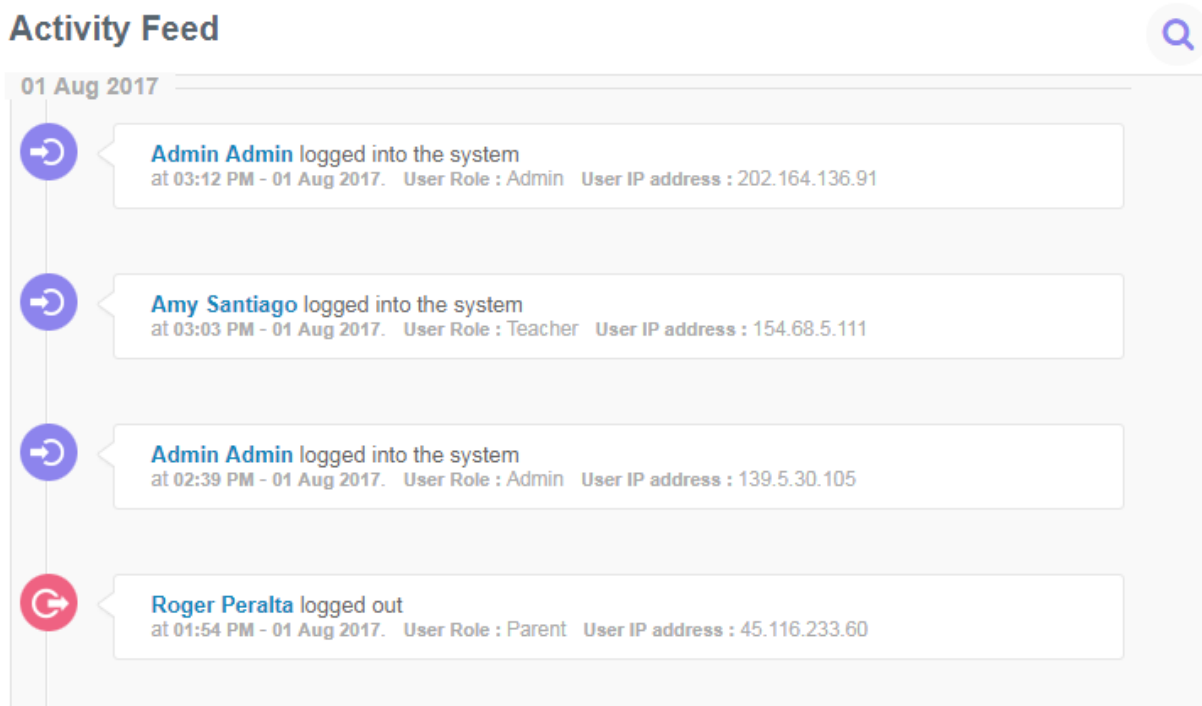 Activity Feed
01 Aug 2017
Admin Admin logged into the system
at 03:12 PM - 01 Aug 2017. User Role : Admin User IP address : 202.164.136.91
Amy Santiago logged into the system
at 03:03 PM - 01 Aug 2017. User Role : Teacher User IP address : 154.68.5.111
Admin Admin logged into the system
at 02:39 PM - 01 Aug 2017. User Role : Admin User IP address : 139.5.30.105
Roger Peralta logged out
at 01:54 PM - 01 Aug 2017. User Role : Parent User IP address : 45.116.233.60